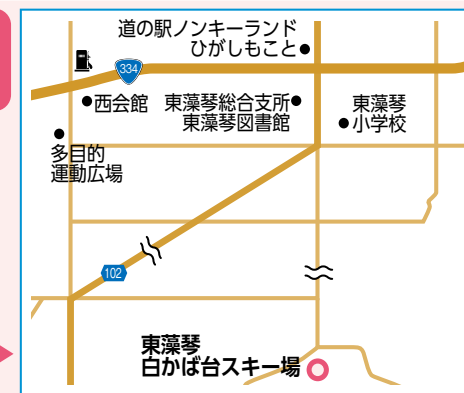 道の駅ノンキーランド
ひがしもこと
334
西会館
東藻琴総合支所
東藻琴図書館
東藻琴
小学校
多目的
運動広場
102
東藻琴
白かば台スキー場